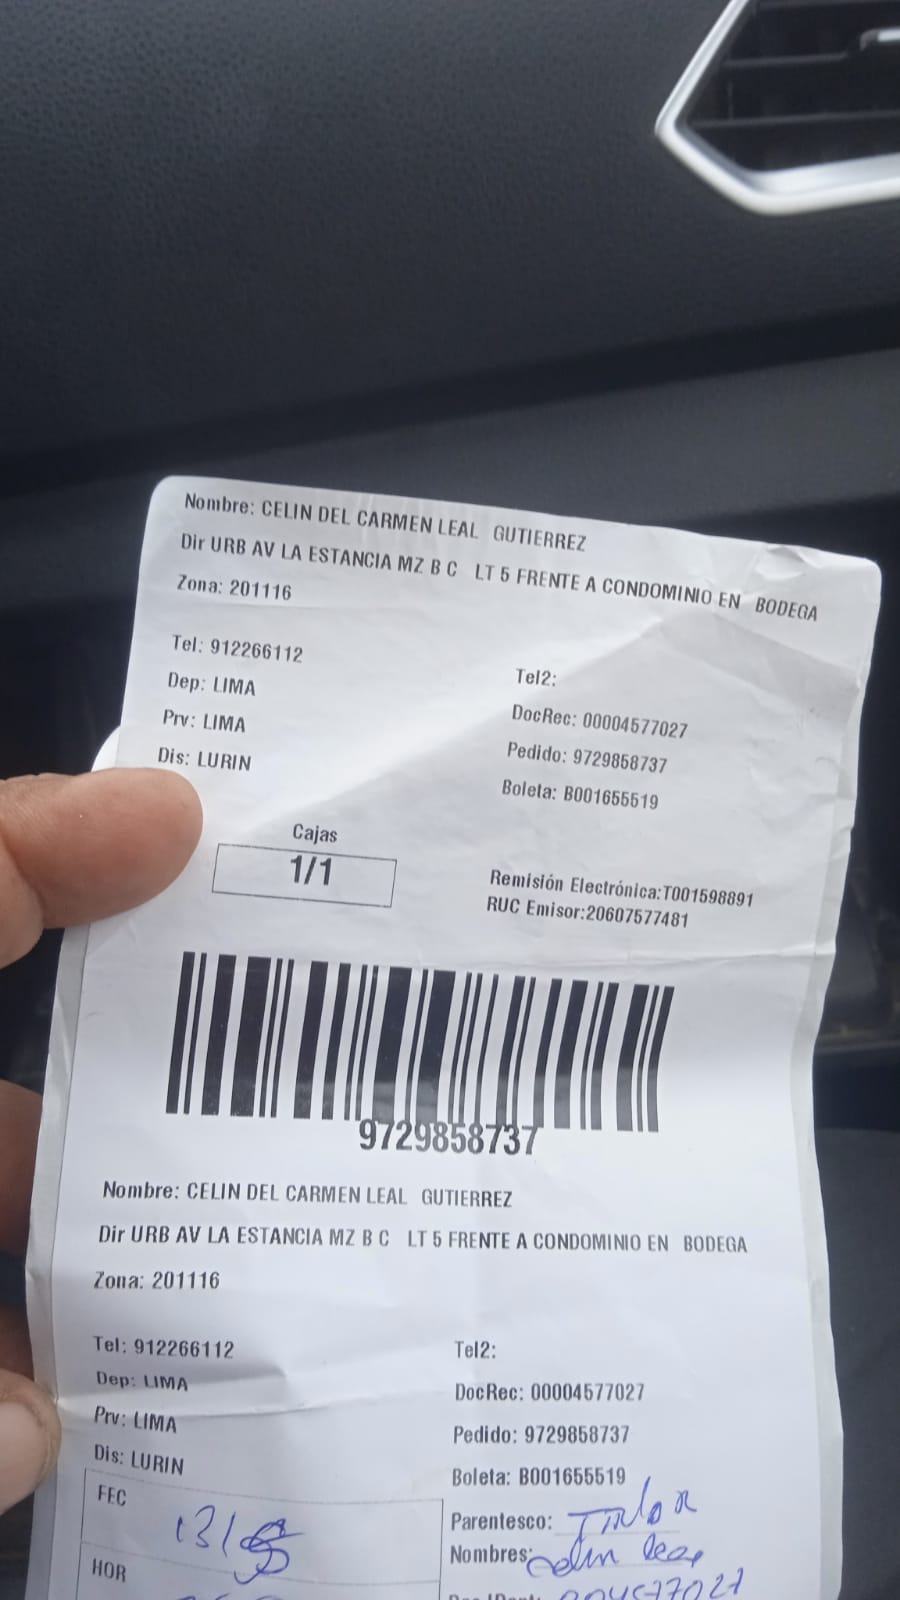 Nombre: CELIN DEL CARMEN LEAL GUTIERREZ
Dir URB AV LA ESTANCIA MZ B C LT 5 FRENTE A CONDOMINIO EN BODEGA
Zona: 201116
Tel: 912266112
Tel2:
Dep: LIMA
DocRec: 00004577027
Prv: LIMA
Pedido: 9729858737
Dis: LURIN
Boleta: B001655519
Cajas
1/1
Remisión Electrónica:T001598891
RUC Emisor:20607577481
9729858737
Nombre: CELIN DEL CARMEN LEAL GUTIERREZ
Dir URB AV LA ESTANCIA MZ B C LT 5 FRENTE A CONDOMINIO EN BODEGA
Zona: 201116
Tel: 912266112
Tel2:
Dep: LIMA
DocRec: 00004577027
Prv: LIMA
Pedido: 9729858737
Dis: LURIN
Boleta: B001655519
FEC 13/
Parentesco:
Nombres: Celin Leal
HOR
004577027